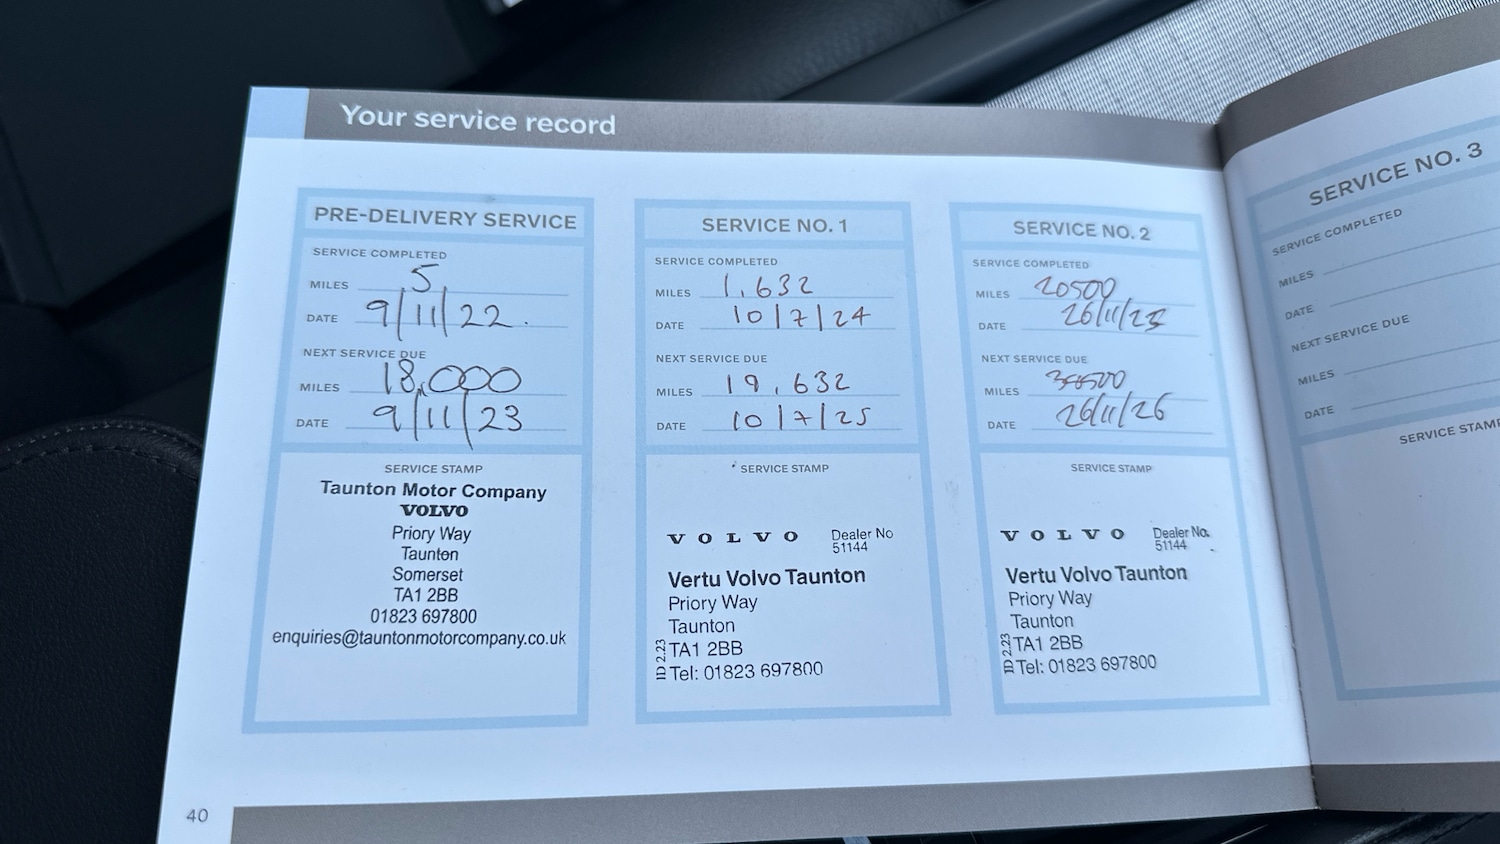 Your service record
PRE-DELIVERY SERVICE
SERVICE COMPLETED
MILES 5
DATE 9/11/22.
NEXT SERVICE DUE
MILES 18,000
DATE 9/11/23
SERVICE STAMP
Taunton Motor Company
VOLVO
Priory Way
Taunton
Somerset
TA1 2BB
01823 697800
enquiries@tauntonmotorcompany.co.uk
SERVICE NO. 1
SERVICE COMPLETED
MILES 1,632
DATE 10/7/24
NEXT SERVICE DUE
MILES 19,632
DATE 10/7/25
SERVICE STAMP
VOLVO Dealer No
51144
Vertu Volvo Taunton
Priory Way
Taunton
TA1 2BB
Tel: 01823 697800
ID 2.23
SERVICE NO. 2
SERVICE COMPLETED
MILES 20500
DATE 26/11/25
NEXT SERVICE DUE
MILES
DATE 26/11/26
SERVICE STAMP
VOLVO Dealer No.
51144
Vertu Volvo Taunton
Priory Way
Taunton
TA1 2BB
Tel: 01823 697800
ID 2.23
40
SERVICE NO. 3
SERVICE COMPLETED
MILES
DATE
NEXT SERVICE DUE
MILES
DATE
SERVICE STAMP